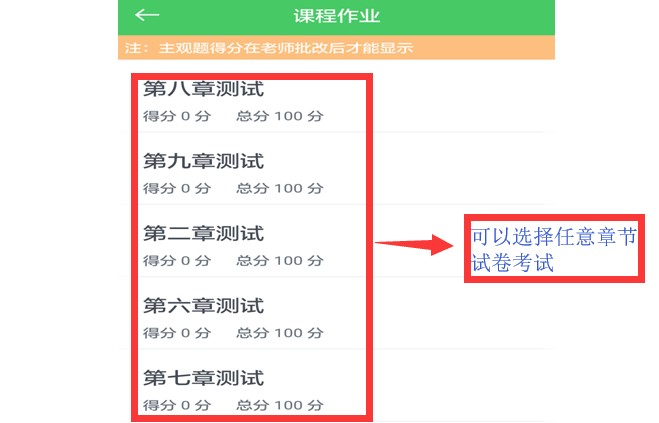 课程作业
注：主观题得分在老师批改后才能显示
第八章测试
得分 0 分 总分 100 分
第九章测试
得分 0 分 总分 100 分
第二章测试
得分 0 分 总分 100 分
第六章测试
得分 0 分 总分 100 分
第七章测试
得分 0 分 总分 100 分
可以选择任意章节
试卷考试